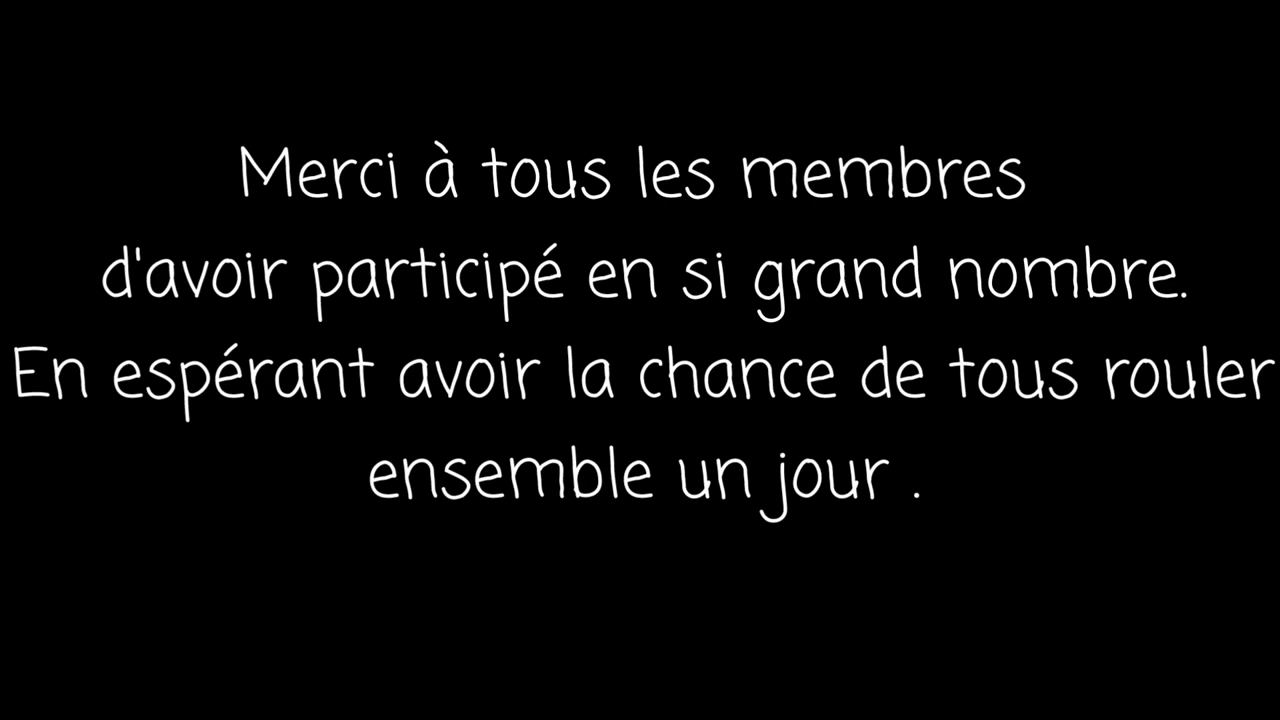 Merci à tous les membres
d'avoir participé en si grand nombre.
En espérant avoir la chance de tous rouler
ensemble un jour .